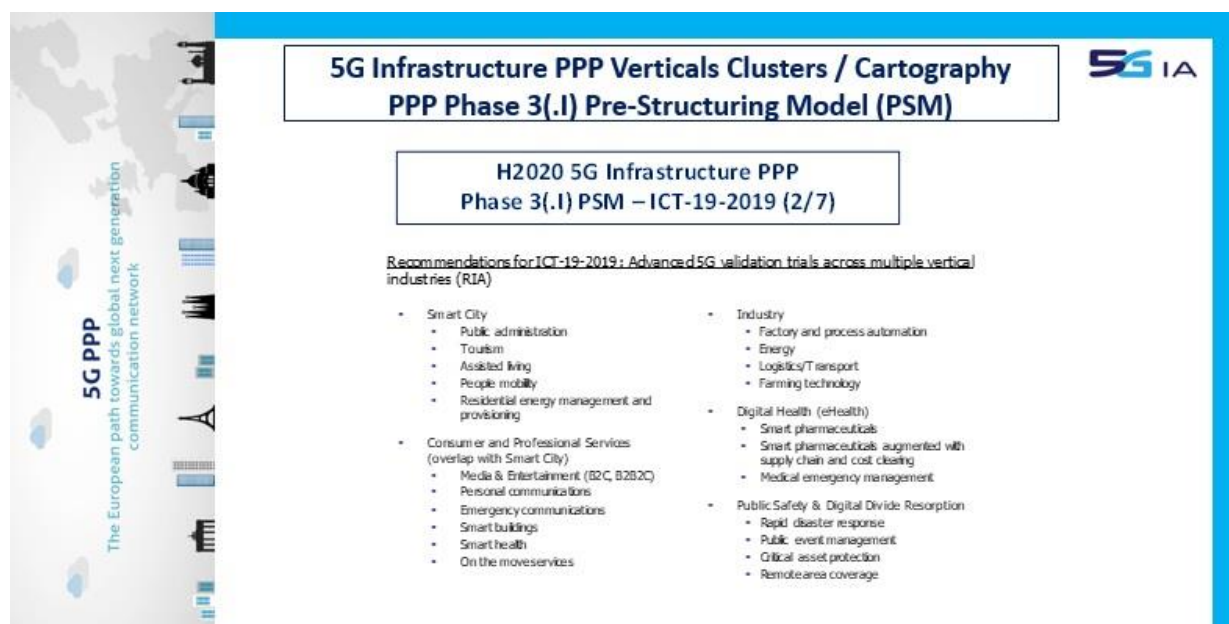 5G PPP
The European path towards global next generation
communication network
5G Infrastructure PPP Verticals Clusters / Cartography
PPP Phase 3(.I) Pre-Structuring Model (PSM)
5G IA
H2020 5G Infrastructure PPP
Phase 3(.I) PSM – ICT-19-2019 (2/7)
Recommendations for ICT-19-2019: Advanced 5G validation trials across multiple vertical
industries (RIA)
• Smart City
• Public administration
• Tourism
• Assisted living
• People mobility
• Residential energy management and
provisioning
• Consumer and Professional Services
(overlap with Smart City)
• Media & Entertainment (B2C, B2B2C)
• Personal communications
• Emergency communications
• Smart buildings
• Smart health
• On the move services
• Industry
• Factory and process automation
• Energy
• Logistics/Transport
• Farming technology
• Digital Health (eHealth)
• Smart pharmaceuticals
• Smart pharmaceuticals augmented with
supply chain and cost clearing
• Medical emergency management
• Public Safety & Digital Divide Resorption
• Rapid disaster response
• Public event management
• Critical asset protection
• Remote area coverage